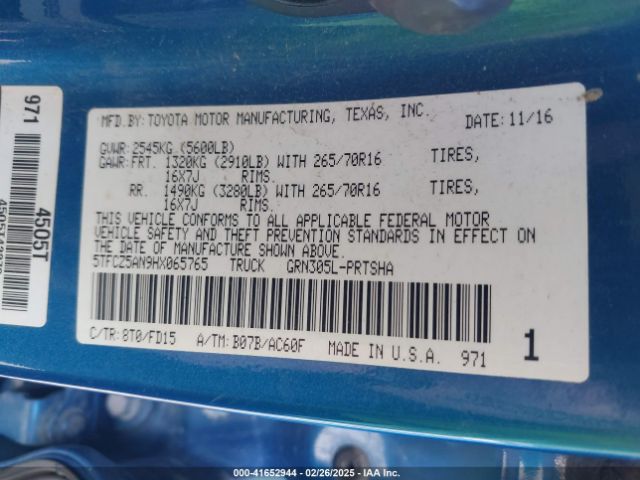 MFD.BY:TOYOTA MOTOR MANUFACTURING, TEXAS, INC. DATE:11/16
GVWR:2545KG (5600LB)
GAWR:FRT. 1320KG (2910LB) WITH 265/70R16 TIRES,
16X7J RIMS.
RR. 1490KG (3280LB) WITH 265/70R16 TIRES,
16X7J RIMS.
THIS VEHICLE CONFORMS TO ALL APPLICABLE FEDERAL MOTOR
VEHICLE SAFETY AND THEFT PREVENTION STANDARDS IN EFFECT ON
THE DATE OF MANUFACTURE SHOWN ABOVE.
5TFCZ5AN9HX065765 TRUCK GRN305L-PRTSHA
C/TR:8T0/FD15 A/TM:B07B/AC60F MADE IN U.S.A. 971 1
971
4505T
000-41652944 - 02/26/2025 - IAA Inc.